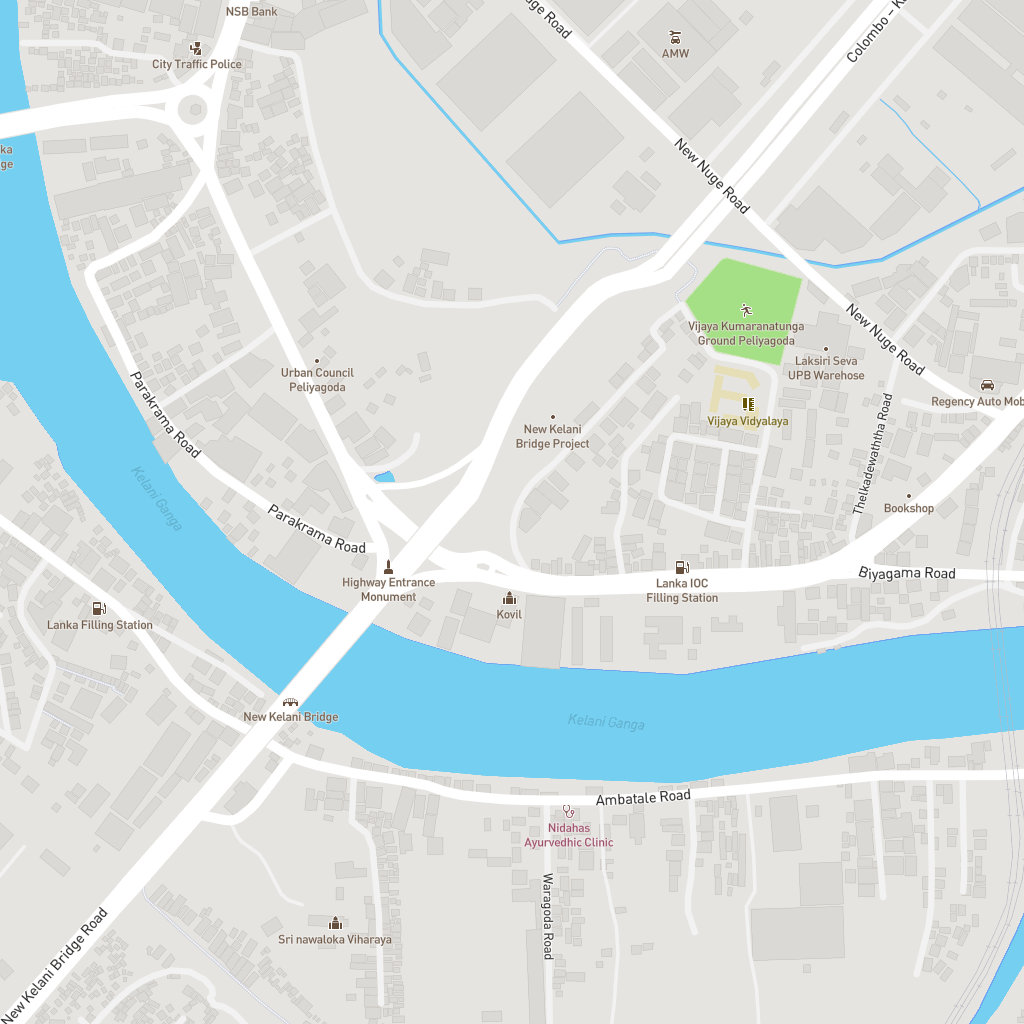 NSB Bank
City Traffic Police
AMW
Nuge Road
Colombo - K
ka
ge
New Nuge Road
Vijaya Kumaranatunga
Ground Peliyagoda
New Nuge Road
Laksiri Seva
UPB Warehose
Urban Council
Peliyagoda
Parakrama Road
Regency Auto Mob
Vijaya Vidyalaya
New Kelani
Bridge Project
Thelkadewaththa Road
Kelani Ganga
Bookshop
Parakrama Road
Highway Entrance
Monument
Biyagama Road
Lanka IOC
Filling Station
Kovil
Lanka Filling Station
New Kelani Bridge
Kelani Ganga
Ambatale Road
Nidahas
Ayurvedhic Clinic
Waragoda Road
Sri nawaloka Viharaya
New Kelani Bridge Road